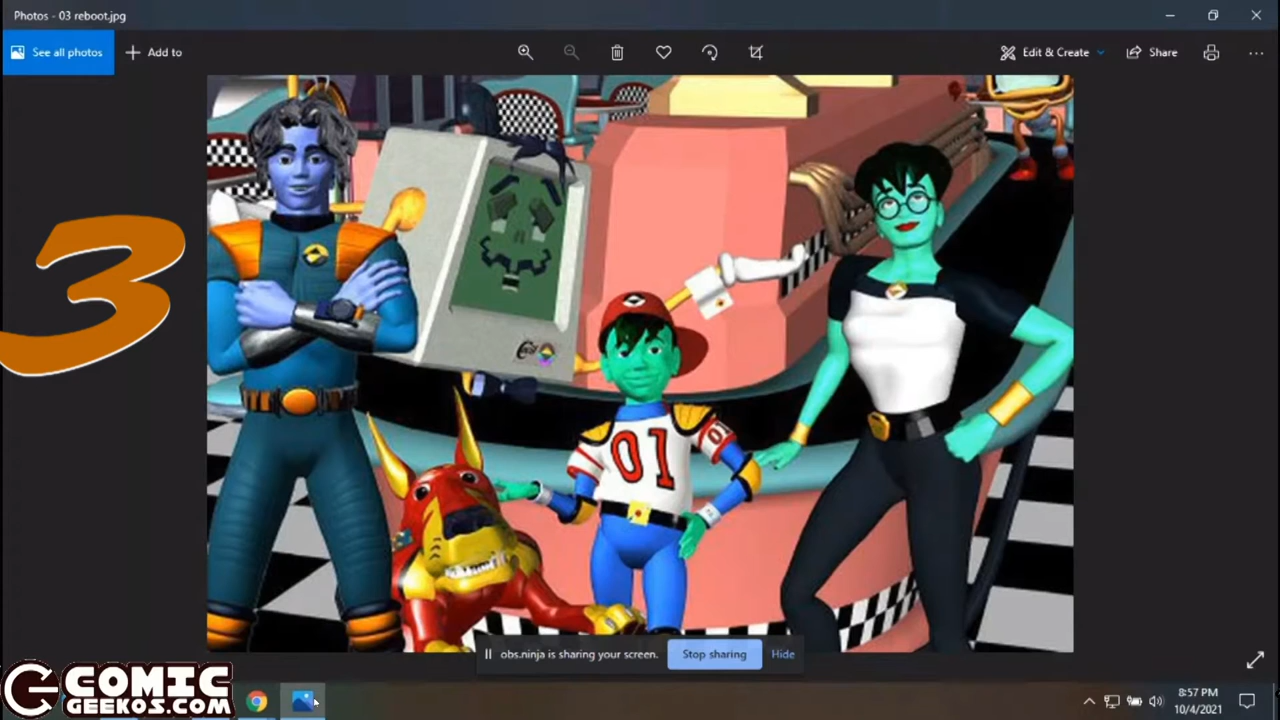 Photos - 03 reboot.jpg
See all photos
Add to
Edit & Create
Share
3
01
01
obs.ninja is sharing your screen.
Stop sharing
Hide
COMIC
GEEKOS.COM
8:57 PM
10/4/2021